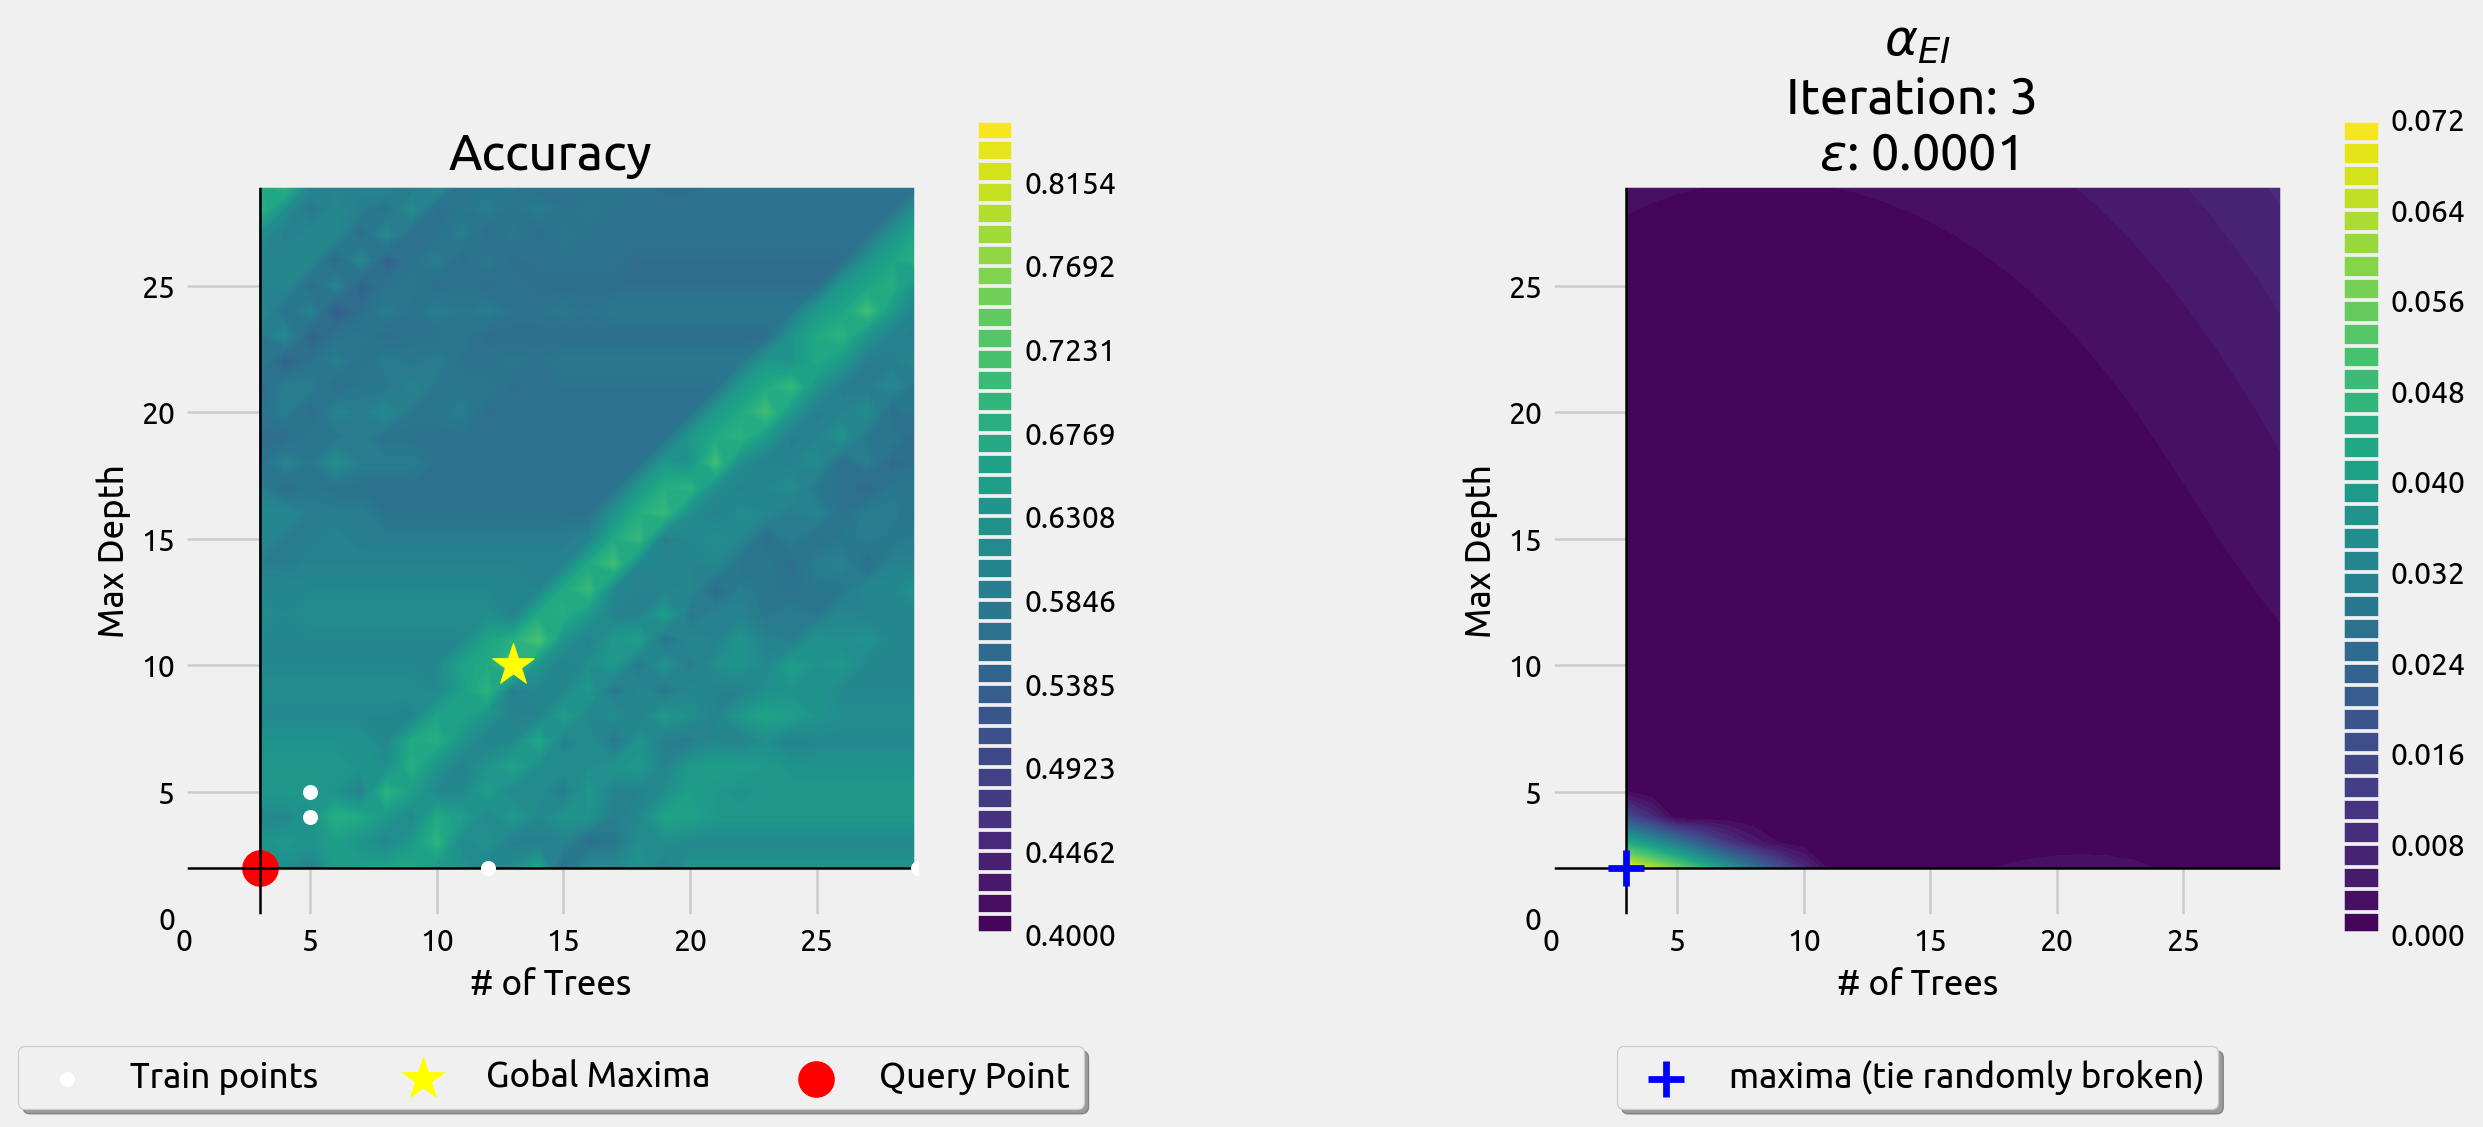 Accuracy
25
20
15
10
5
0
Max Depth
0 5 10 15 20 25
# of Trees
0.8154
0.7692
0.7231
0.6769
0.6308
0.5846
0.5385
0.4923
0.4462
0.4000
Train points Gobal Maxima Query Point
α_EI
Iteration: 3
ε: 0.0001
25
20
15
10
5
0
Max Depth
0 5 10 15 20 25
# of Trees
0.072
0.064
0.056
0.048
0.040
0.032
0.024
0.016
0.008
0.000
maxima (tie randomly broken)